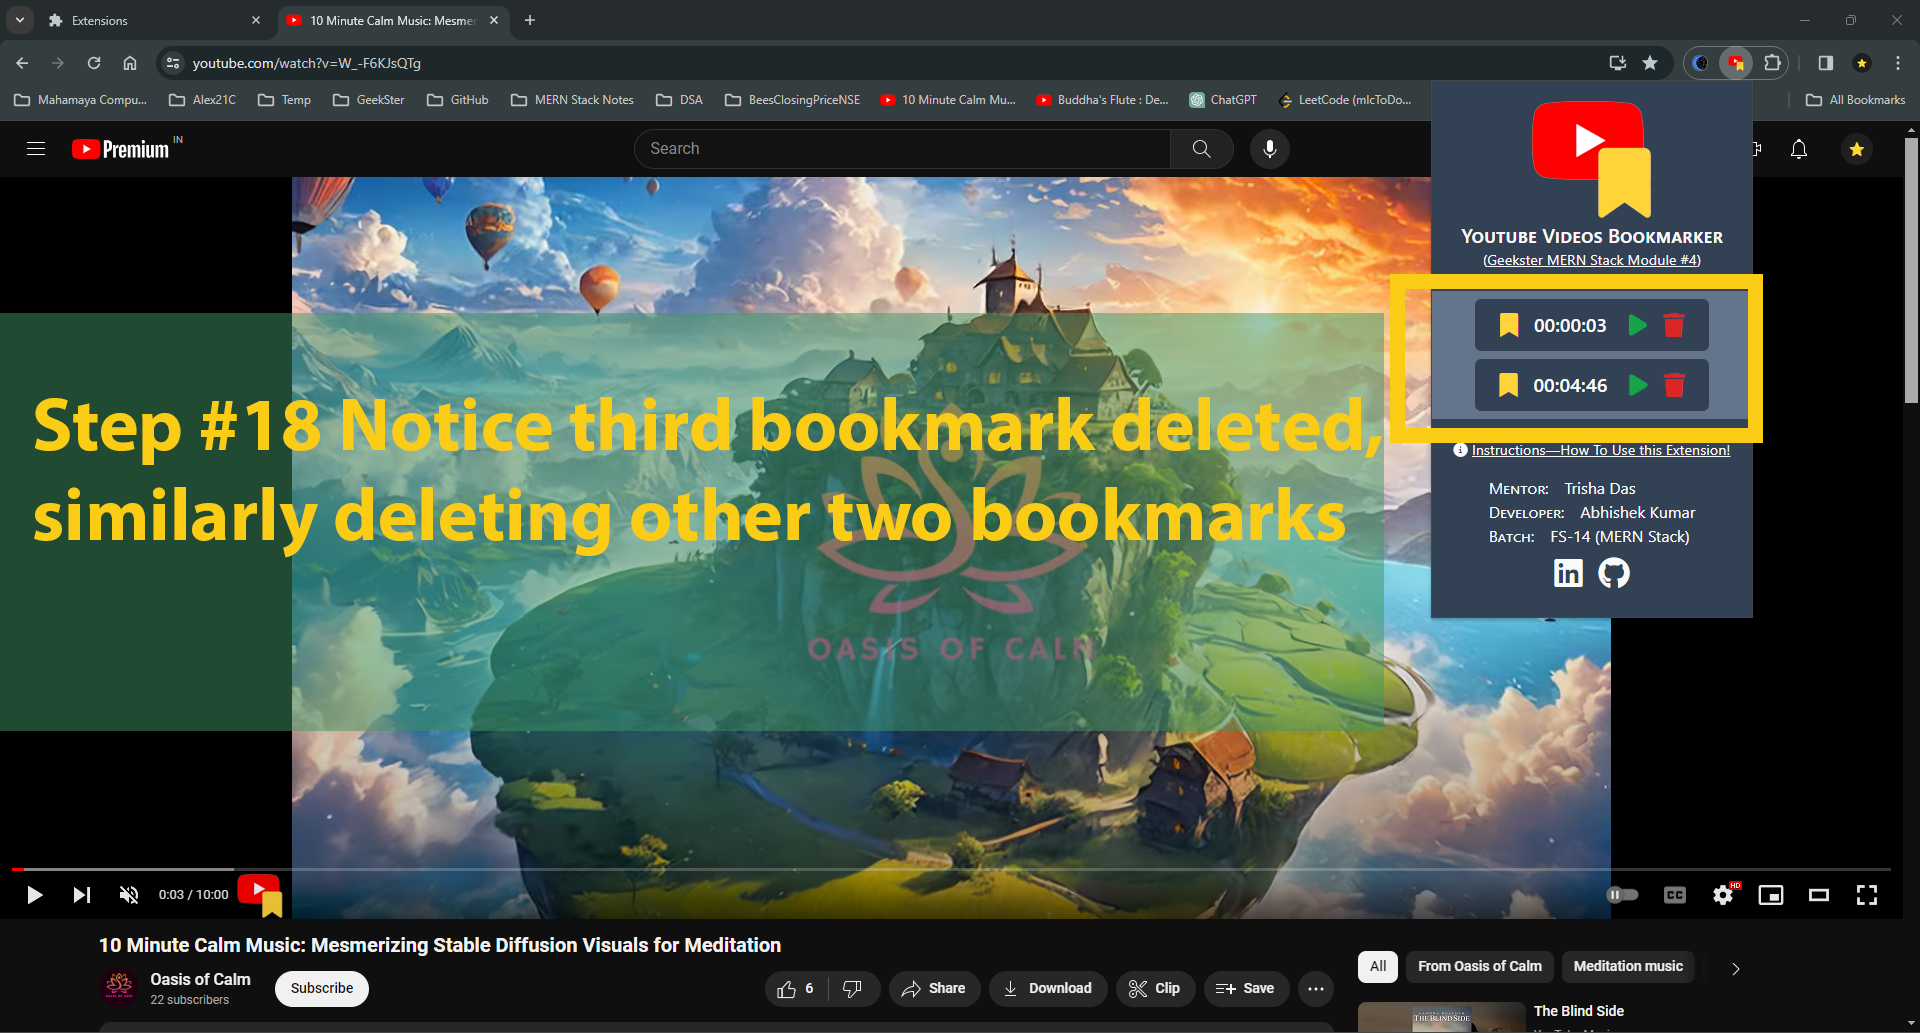 Extensions
10 Minute Calm Music: Mesme
youtube.com/watch?v=W_-F6KJsQTg
Mahamaya Compu...
Alex21C
Temp
GeekSter
GitHub
MERN Stack Notes
DSA
BeesClosingPriceNSE
10 Minute Calm Mu...
Buddha's Flute : De...
ChatGPT
LeetCode (mlcToDo...
All Bookmarks
Premium IN
Search
Youtube Videos Bookmarker
(Geekster MERN Stack Module #4)
00:00:03
00:04:46
Instructions—How To Use this Extension!
Mentor: Trisha Das
Developer: Abhishek Kumar
Batch: FS-14 (MERN Stack)
in
Step #18 Notice third bookmark deleted,
similarly deleting other two bookmarks
OASIS OF CALM
0:03 / 10:00
CC
HD
10 Minute Calm Music: Mesmerizing Stable Diffusion Visuals for Meditation
Oasis of Calm
22 subscribers
Subscribe
6
Share
Download
Clip
Save
All
From Oasis of Calm
Meditation music
THE BLIND SIDE
The Blind Side